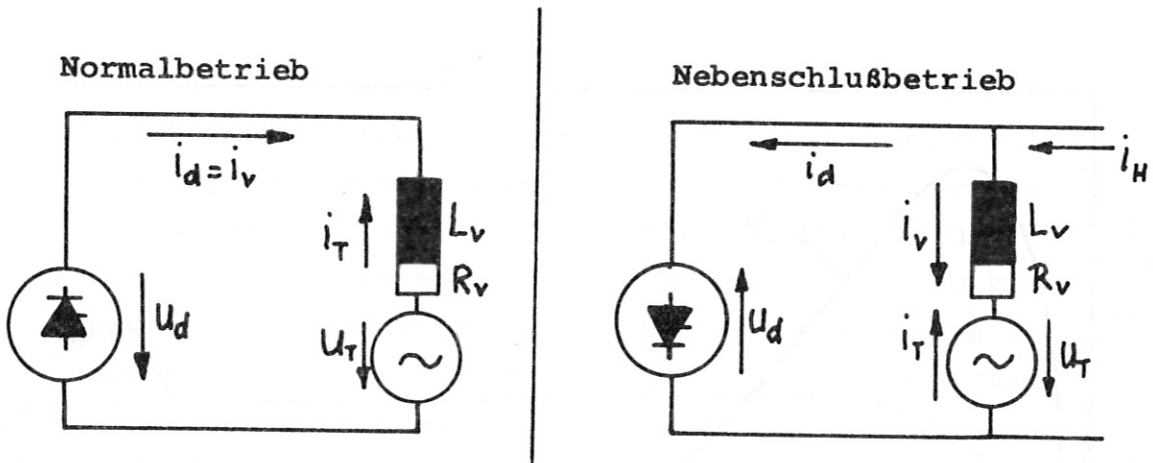 Normalbetrieb
i_d = i_v
i_T
L_v
R_v
u_d
u_T
Nebenschlußbetrieb
i_d
i_H
i_v
L_v
R_v
u_d
i_T
u_T